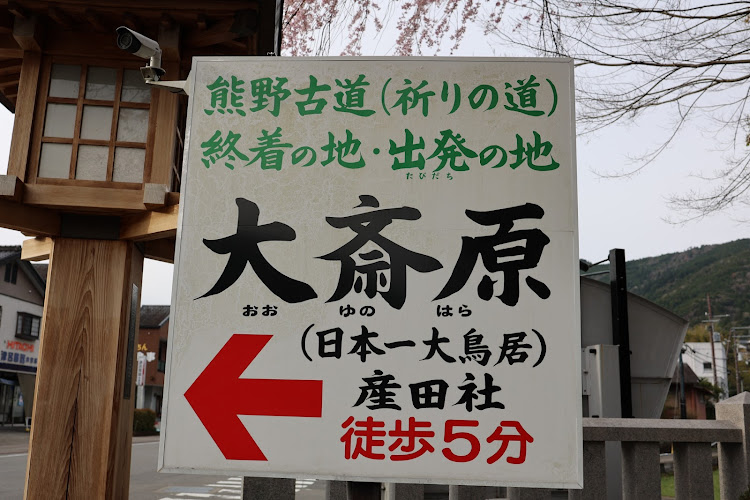 熊野古道(祈りの道)
終着の地・出発の地
たびだち
大斎原
おお ゆの はら
(日本一大鳥居)
産田社
徒歩5分
HITACHI